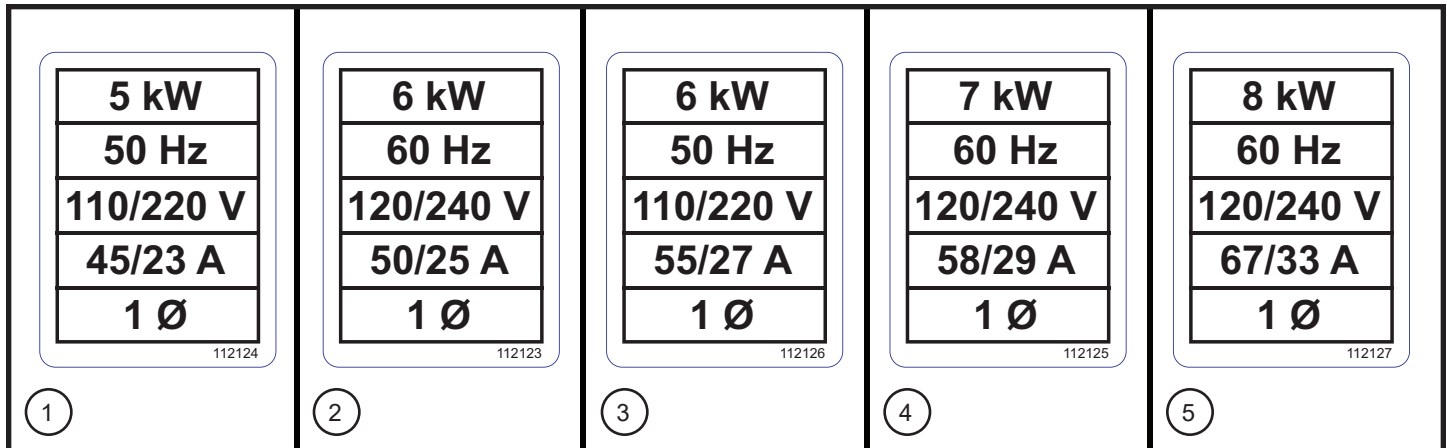 5 kW
50 Hz
110/220 V
45/23 A
1 Ø
112124
1
6 kW
60 Hz
120/240 V
50/25 A
1 Ø
112123
2
6 kW
50 Hz
110/220 V
55/27 A
1 Ø
112126
3
7 kW
60 Hz
120/240 V
58/29 A
1 Ø
112125
4
8 kW
60 Hz
120/240 V
67/33 A
1 Ø
112127
5